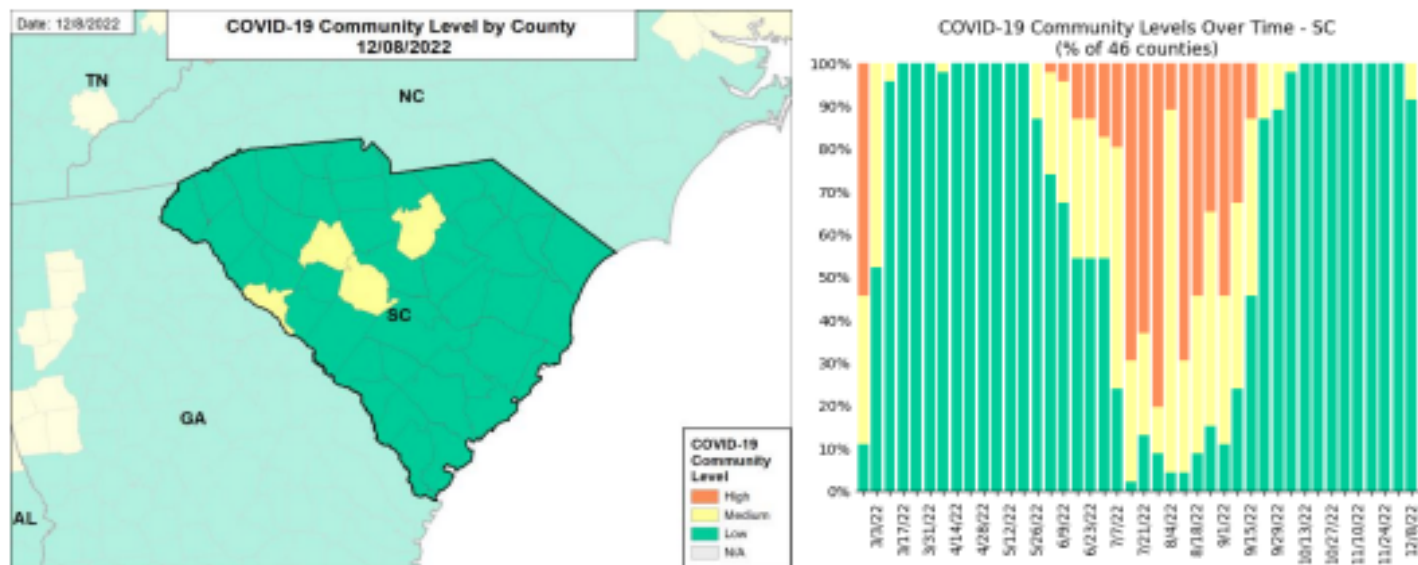 Date: 12/8/2022
COVID-19 Community Level by County
12/08/2022
TN
NC
SC
GA
AL
COVID-19
Community
Level
High
Medium
Low
N/A
COVID-19 Community Levels Over Time - SC
(% of 46 counties)
100%
90%
80%
70%
60%
50%
40%
30%
20%
10%
0%
3/3/22
3/17/22
3/31/22
4/14/22
4/28/22
5/12/22
5/26/22
6/9/22
6/23/22
7/7/22
7/21/22
8/4/22
8/18/22
9/1/22
9/15/22
9/29/22
10/13/22
10/27/22
11/10/22
11/24/22
12/8/22